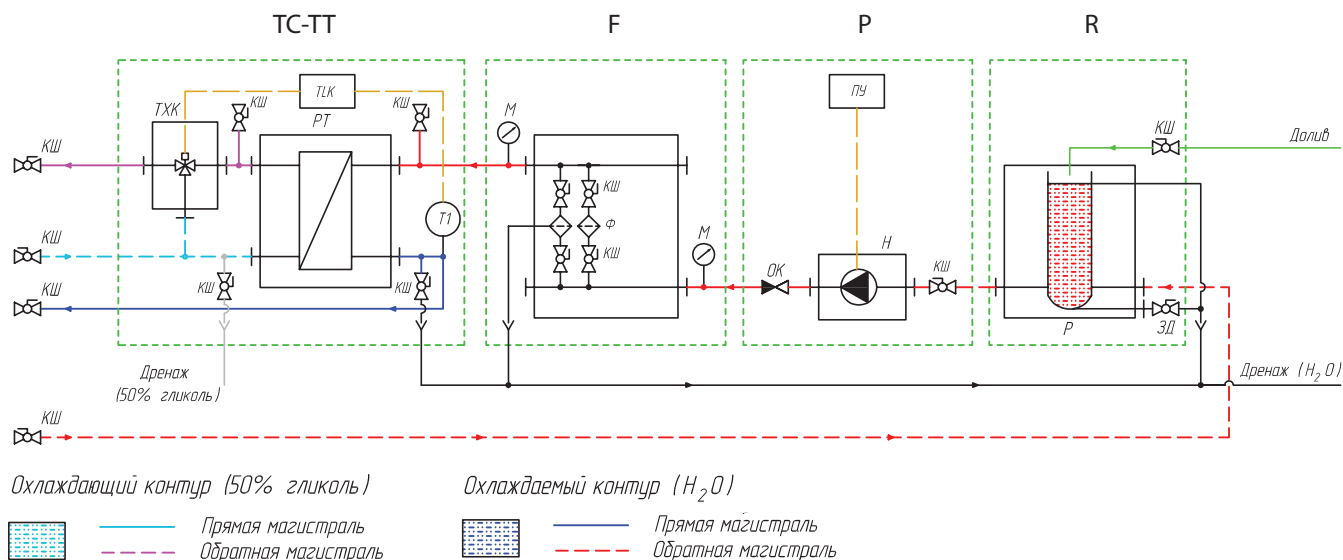 TC-TT
F
P
R
ТХК
TLK
КШ
РТ
КШ
М
ПУ
КШ
КШ
Долив
КШ
Т1
Ф
КШ
КШ
КШ
КШ
КШ
М
ОК
Н
КШ
Р
ЗД
КШ
Дренаж
(50% гликоль)
Дренаж (H₂O)
КШ
Охлаждающий контур (50% гликоль)
Прямая магистраль
Обратная магистраль
Охлаждаемый контур (H₂O)
Прямая магистраль
Обратная магистраль